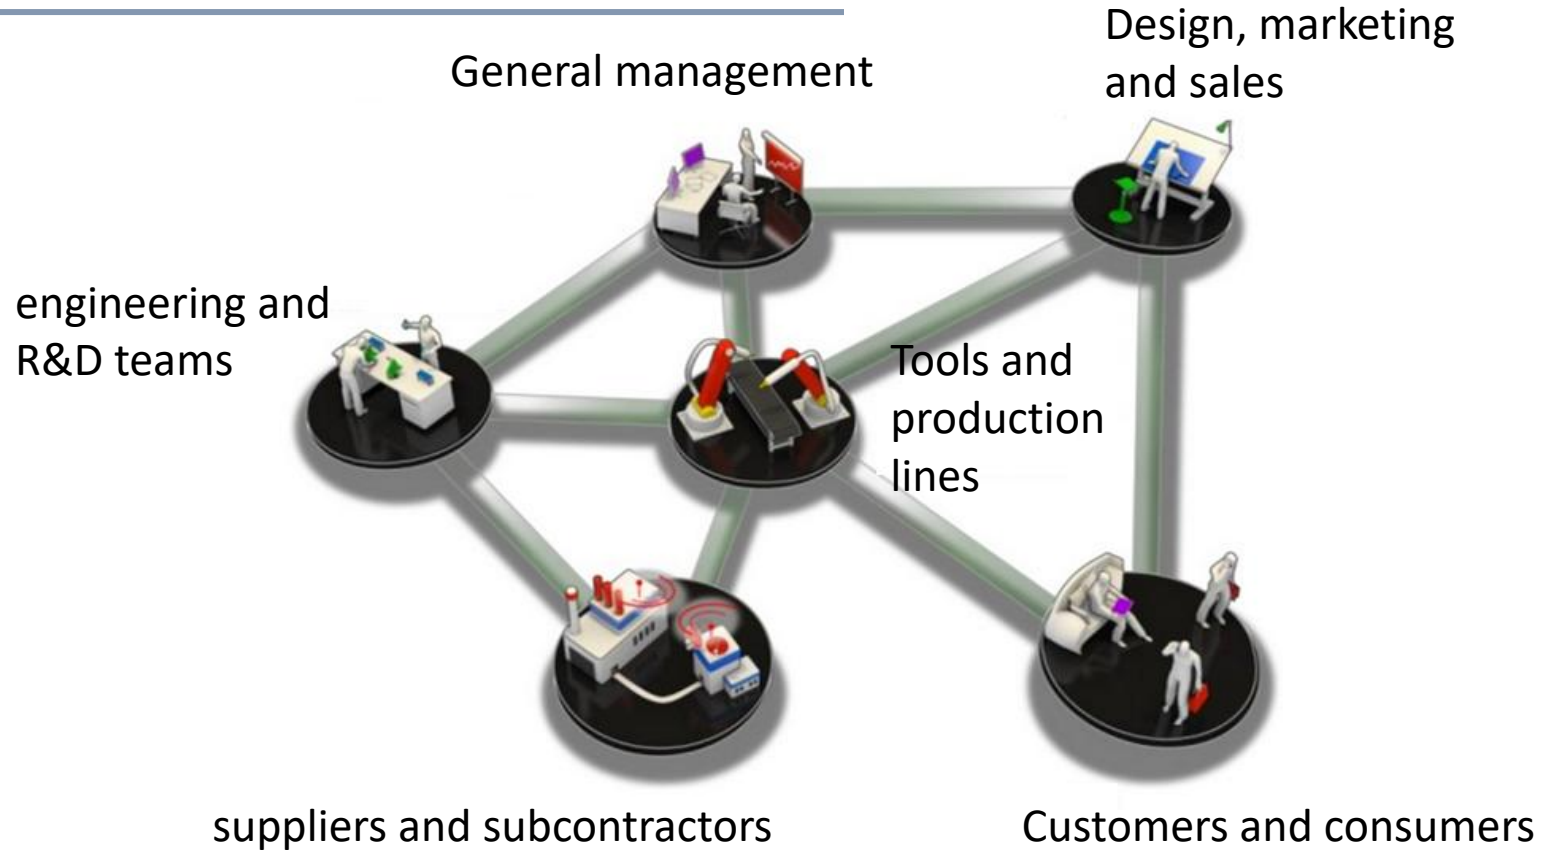 Design, marketing
and sales
General management
engineering and
R&D teams
Tools and
production
lines
suppliers and subcontractors
Customers and consumers